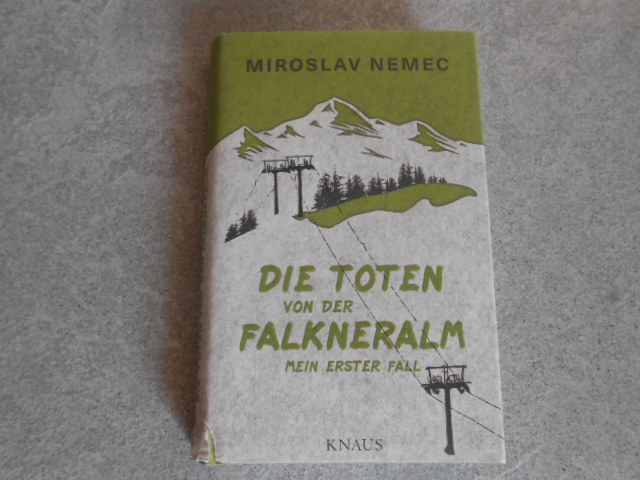 MIROSLAV NEMEC
DIE TOTEN
VON DER
FALKNERALM
MEIN ERSTER FALL
KNAUS